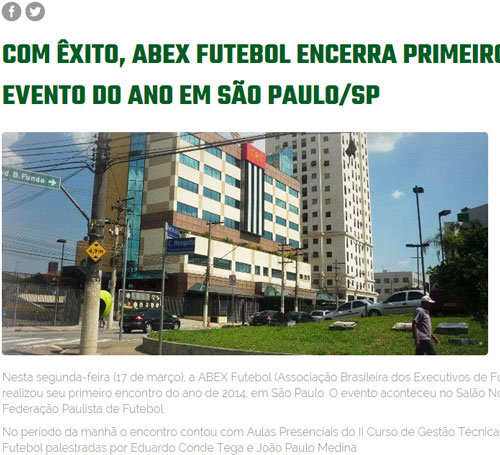 COM ÊXITO, ABEX FUTEBOL ENCERRA PRIMEIRO
EVENTO DO ANO EM SÃO PAULO/SP
B. Funda
C. Mesquita
Nesta segunda-feira (17 de março), a ABEX Futebol (Associação Brasileira dos Executivos de Fu
realizou seu primeiro encontro do ano de 2014, em São Paulo. O evento aconteceu no Salão No
Federação Paulista de Futebol.
No período da manhã o encontro contou com Aulas Presenciais do II Curso de Gestão Técnica
Futebol palestradas por Eduardo Conde Tega e João Paulo Medina.